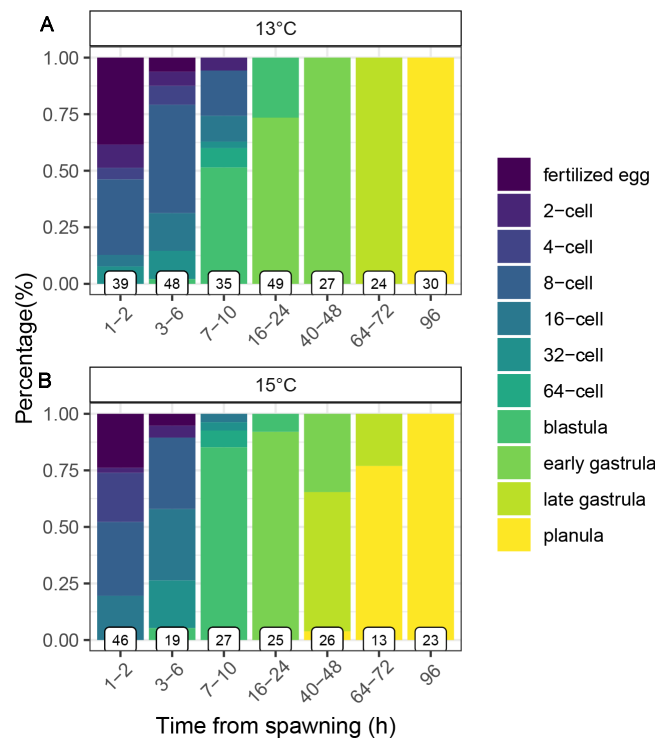 A
13°C
1.00
0.75
0.50
0.25
0.00
39 48 35 49 27 24 30
1−2 3−6 7−10 16−24 40−48 64−72 96
B
15°C
1.00
0.75
0.50
0.25
0.00
46 19 27 25 26 13 23
1−2 3−6 7−10 16−24 40−48 64−72 96
Percentage(%)
Time from spawning (h)
fertilized egg
2−cell
4−cell
8−cell
16−cell
32−cell
64−cell
blastula
early gastrula
late gastrula
planula